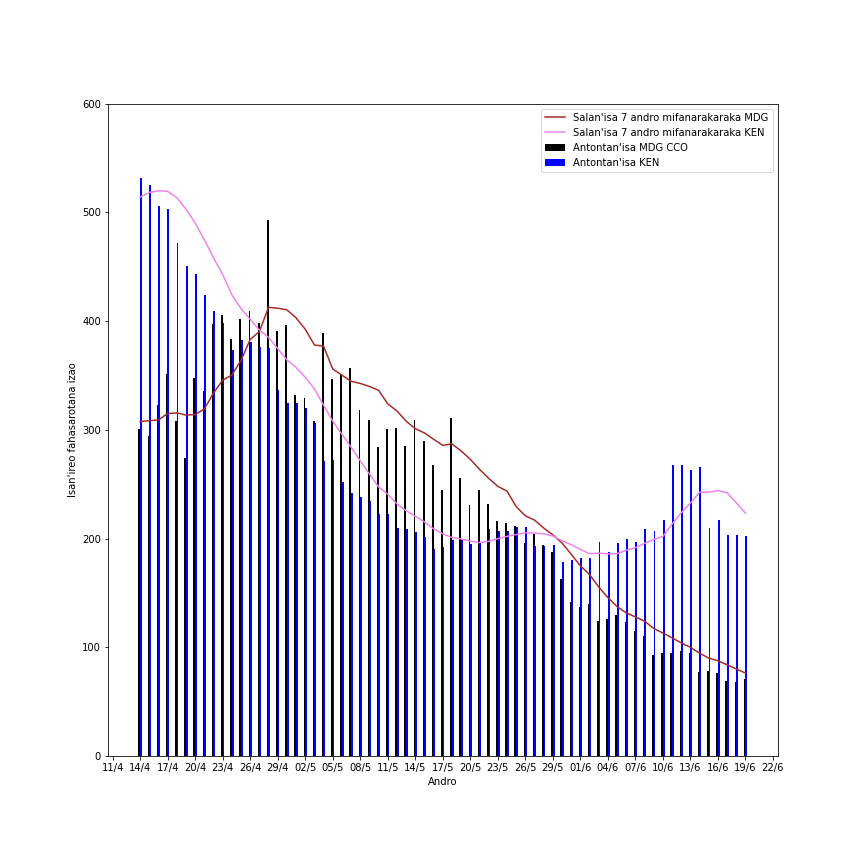 600
500
400
300
200
100
0
Isan'ireo fahasarotana izao
Salan'isa 7 andro mifanarakaraka MDG
Salan'isa 7 andro mifanarakaraka KEN
Antontan'isa MDG CCO
Antontan'isa KEN
11/4 14/4 17/4 20/4 23/4 26/4 29/4 02/5 05/5 08/5 11/5 14/5 17/5 20/5 23/5 26/5 29/5 01/6 04/6 07/6 10/6 13/6 16/6 19/6 22/6
Andro